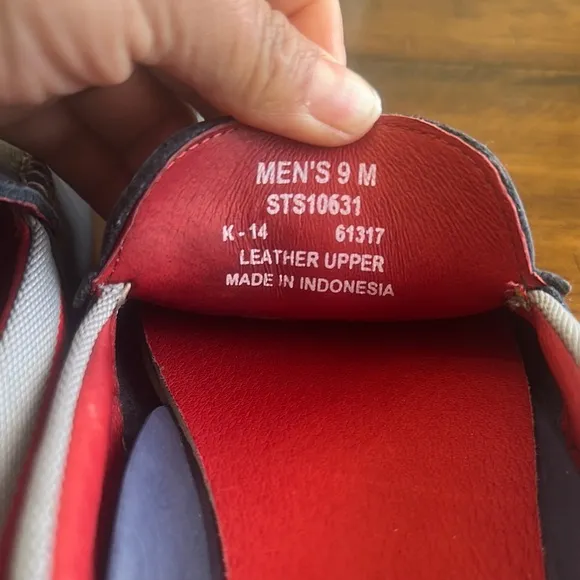 MEN'S 9 M
STS10631
K - 14 61317
LEATHER UPPER
MADE IN INDONESIA